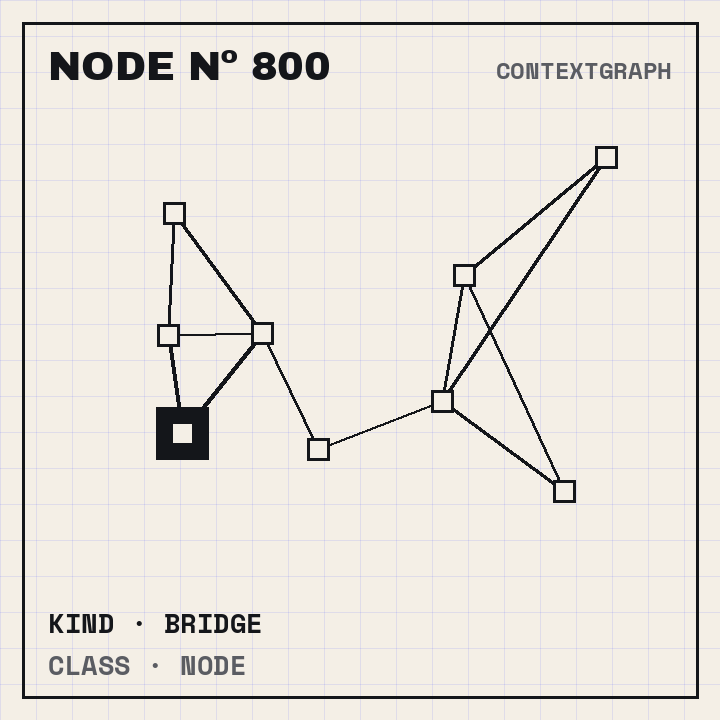 NODE Nº 800
CONTEXTGRAPH
KIND · BRIDGE
CLASS · NODE